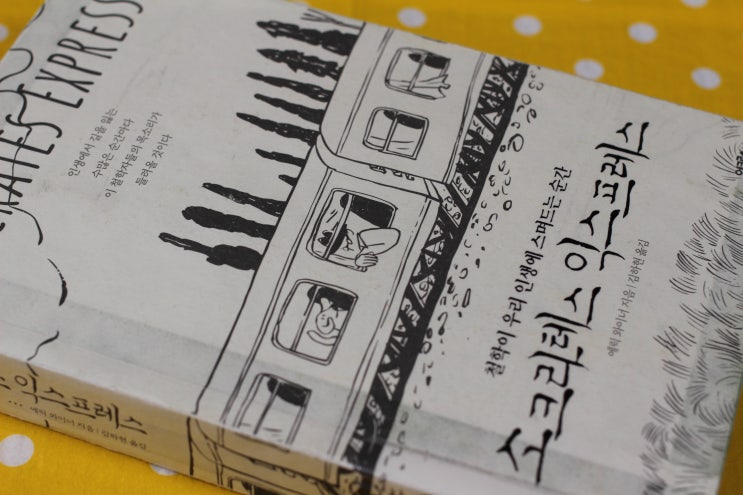 EXPRESS
인생에서 길을 잃는
수많은 순간마다
이 철학자들의 목소리가
들려올 것이다
철학이 우리 인생에 스며드는 순간
소크라테스 익스프레스
에릭 와이너 지음 | 김하현 옮김
스 익스프레스
에릭 와이너 지음 | 김하현 옮김